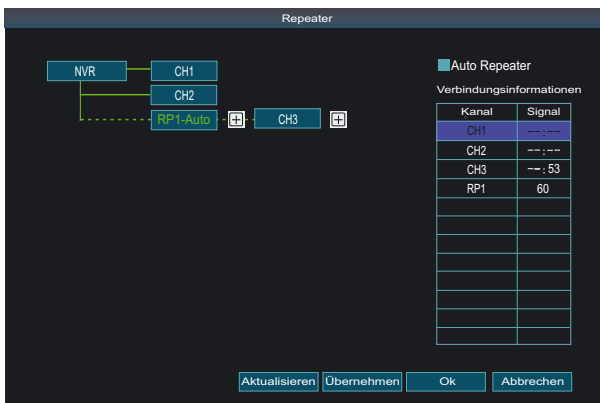 Repeater
NVR CH1
CH2
RP1-Auto CH3
Auto Repeater
Verbindungsinformationen
Kanal Signal
CH1 --:--
CH2 --:--
CH3 --:53
RP1 60
Aktualisieren Übernehmen Ok Abbrechen